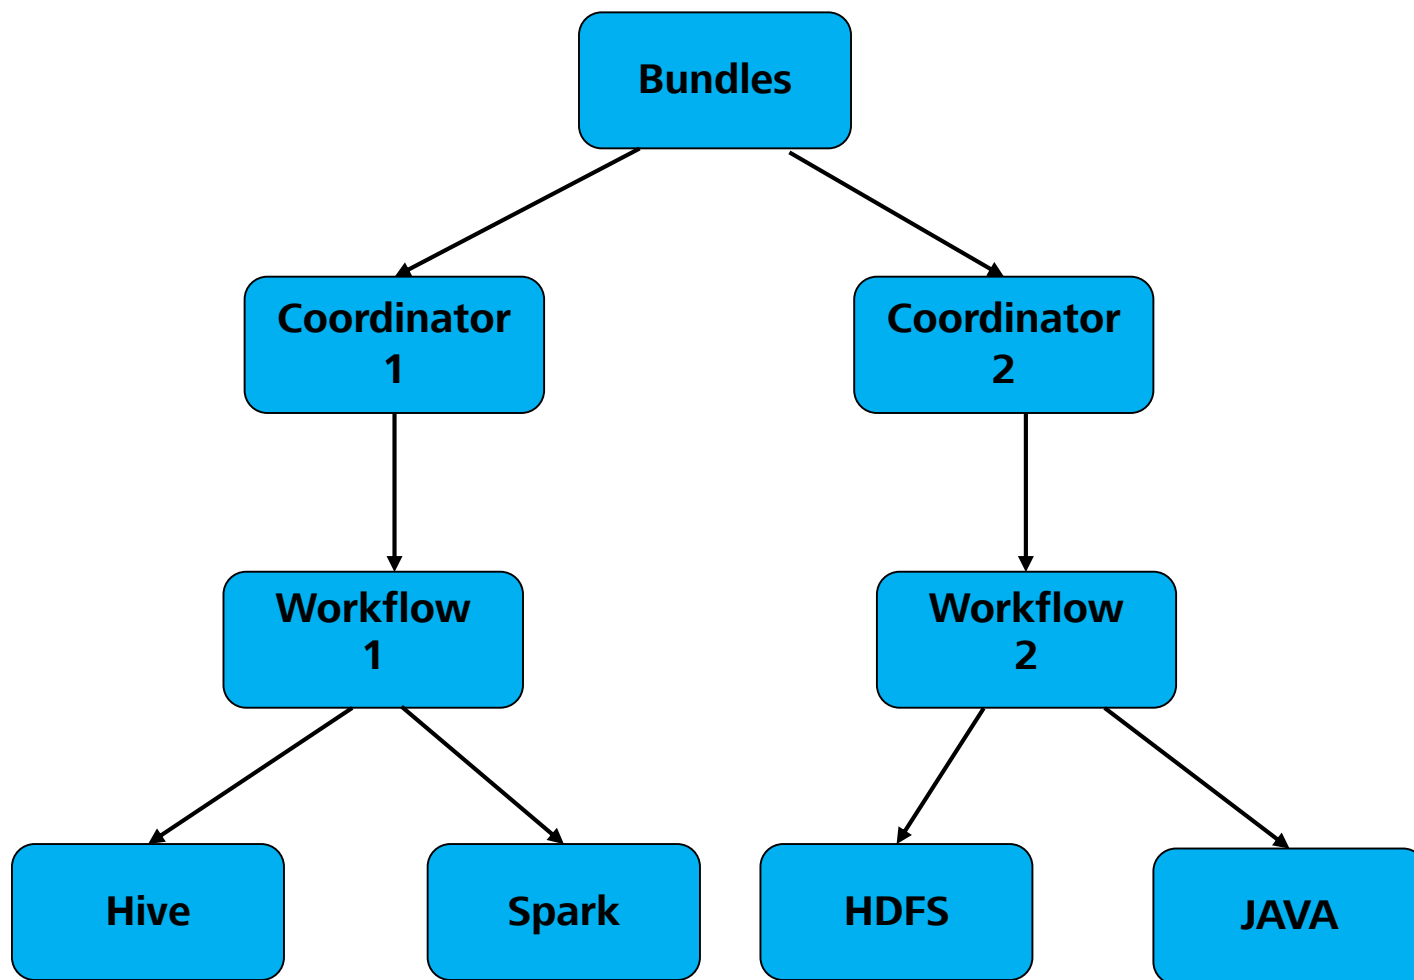 Bundles
Coordinator
1
Coordinator
2
Workflow
1
Workflow
2
Hive
Spark
HDFS
JAVA